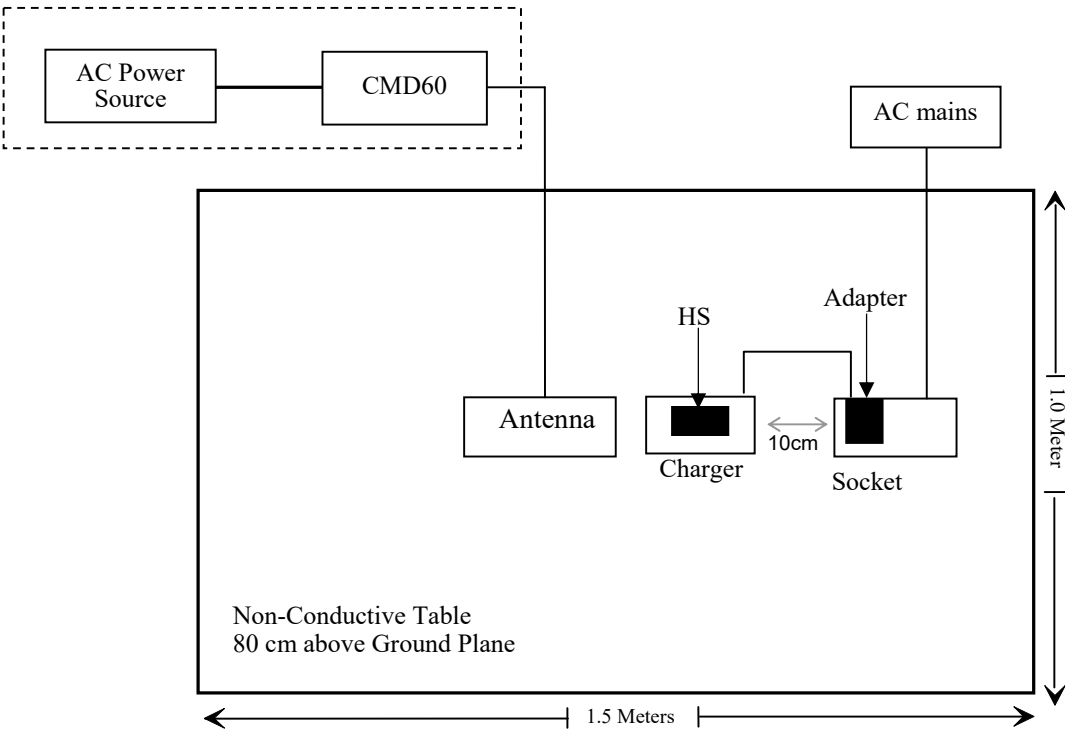 AC Power
Source
CMD60
AC mains
Adapter
HS
Antenna
10cm
Charger
Socket
1.0 Meter
Non-Conductive Table
80 cm above Ground Plane
1.5 Meters